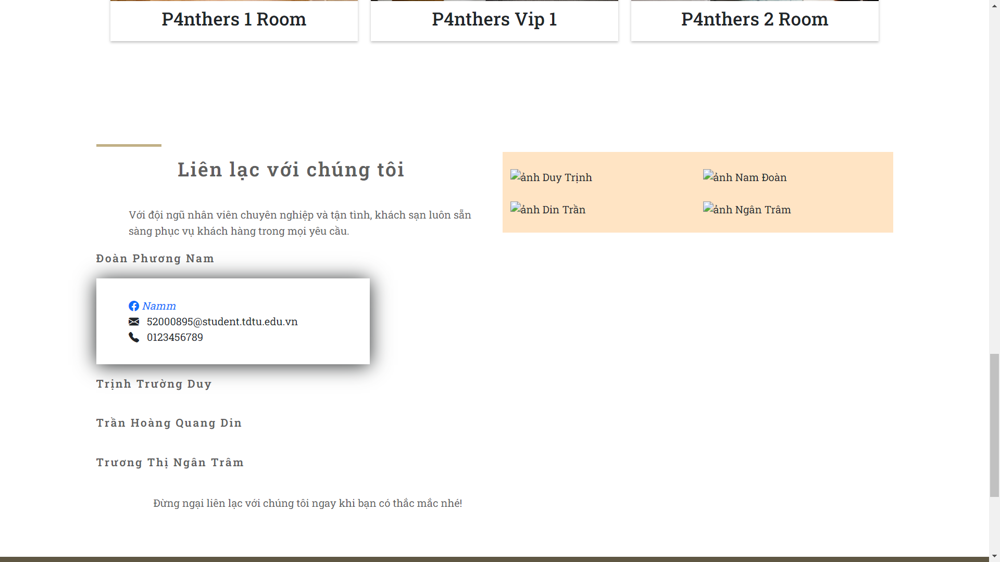 P4nthers 1 Room
P4nthers Vip 1
P4nthers 2 Room
Liên lạc với chúng tôi
Với đội ngũ nhân viên chuyên nghiệp và tận tình, khách sạn luôn sẵn
sàng phục vụ khách hàng trong mọi yêu cầu.
Đoàn Phương Nam
Namm
52000895@student.tdtu.edu.vn
0123456789
Trịnh Trường Duy
Trần Hoàng Quang Din
Trương Thị Ngân Trâm
Đừng ngại liên lạc với chúng tôi ngay khi bạn có thắc mắc nhé!
ảnh Duy Trịnh
ảnh Nam Đoàn
ảnh Din Trần
ảnh Ngân Trâm